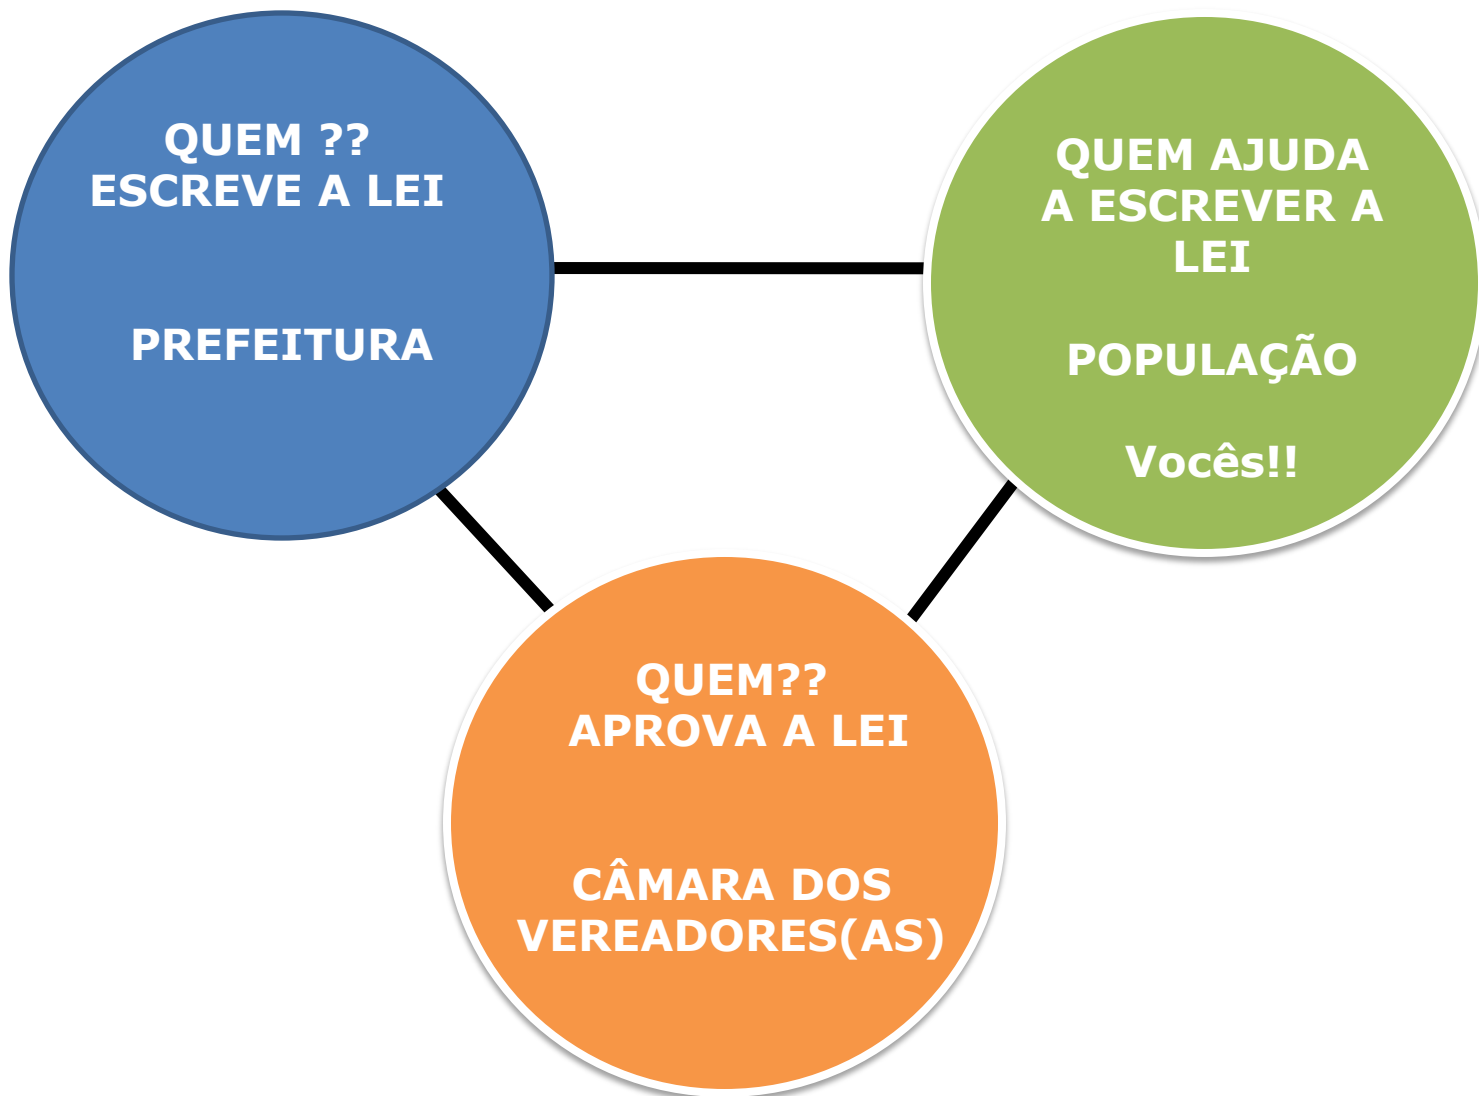 QUEM ??
ESCREVE A LEI
PREFEITURA
QUEM AJUDA
A ESCREVER A
LEI
POPULAÇÃO
Vocês!!
QUEM??
APROVA A LEI
CÂMARA DOS
VEREADORES(AS)